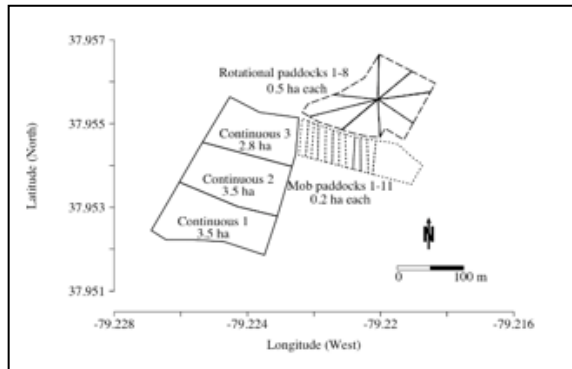 37.957
37.955
37.953
37.951
Latitude (North)
Rotational paddocks 1-8
0.5 ha each
Continuous 3
2.8 ha
Continuous 2
3.5 ha
Continuous 1
3.5 ha
Mob paddocks 1-11
0.2 ha each
N
0
100 m
-79.228
-79.224
-79.22
-79.216
Longitude (West)